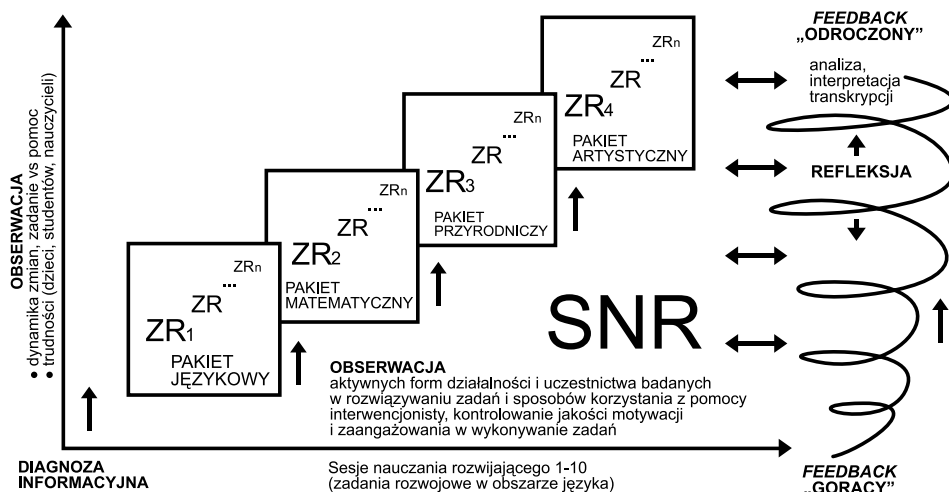 OBSERWACJA
• dynamika zmian, zadanie vs pomoc
• trudności (dzieci, studentów, nauczycieli)
ZR1
ZR
...
ZRn
PAKIET
JĘZYKOWY
ZR2
ZR
...
ZRn
PAKIET
MATEMATYCZNY
ZR3
ZR
...
ZRn
PAKIET
PRZYRODNICZY
ZR4
ZR
...
ZRn
PAKIET
ARTYSTYCZNY
SNR
OBSERWACJA
aktywnych form działalności i uczestnictwa badanych
w rozwiązywaniu zadań i sposobów korzystania z pomocy
interwencjonisty, kontrolowanie jakości motywacji
i zaangażowania w wykonywanie zadań
FEEDBACK
„ODROCZONY”
analiza,
interpretacja
transkrypcji
REFLEKSJA
FEEDBACK
„GORĄCY”
DIAGNOZA
INFORMACYJNA
Sesje nauczania rozwijającego 1-10
(zadania rozwojowe w obszarze języka)